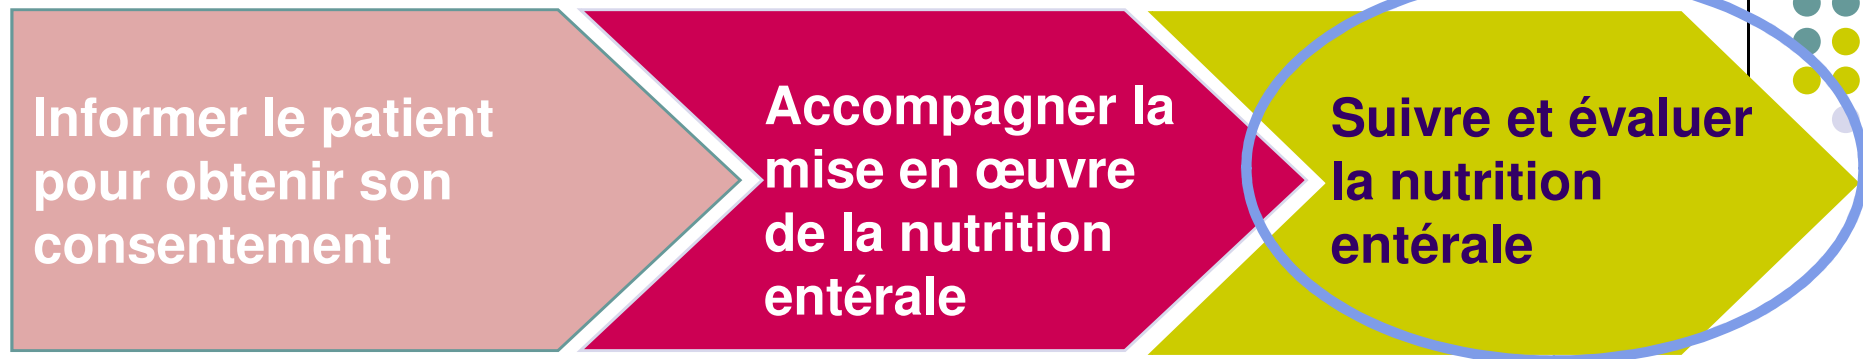 Informer le patient
pour obtenir son
consentement
Accompagner la
mise en œuvre
de la nutrition
entérale
Suivre et évaluer
la nutrition
entérale